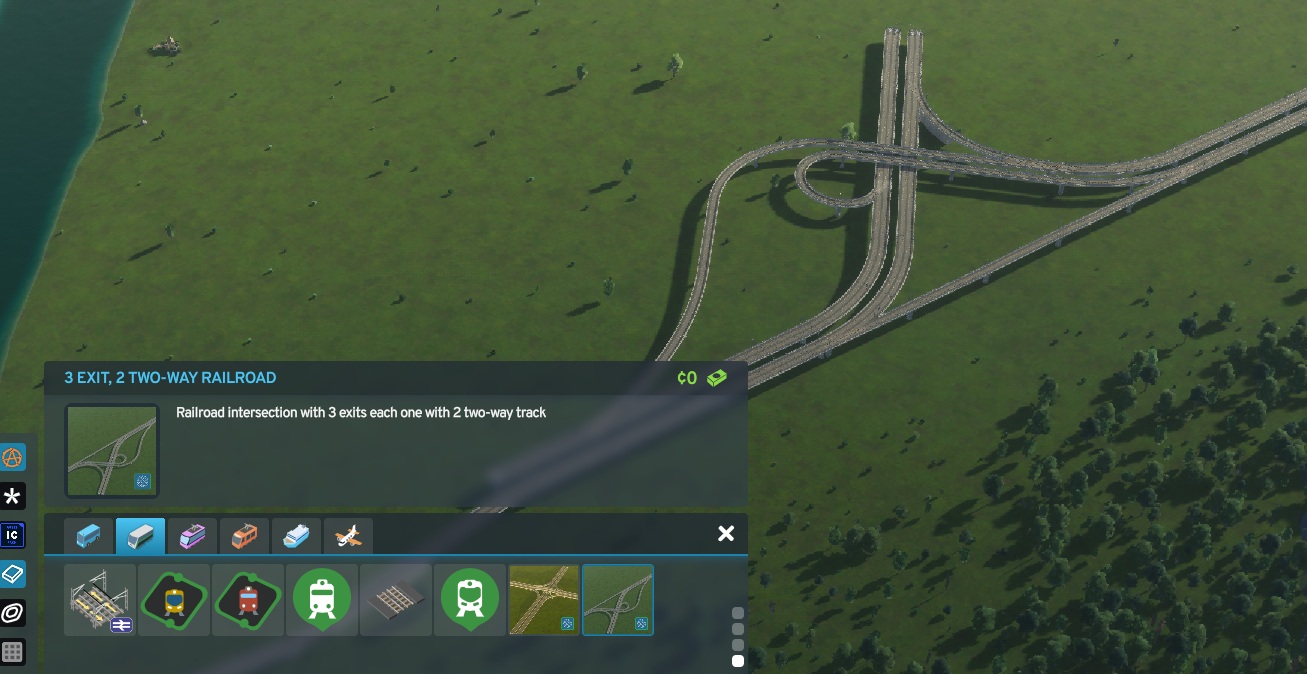 3 EXIT, 2 TWO-WAY RAILROAD
¢0
Railroad intersection with 3 exits each one with 2 two-way track
IC